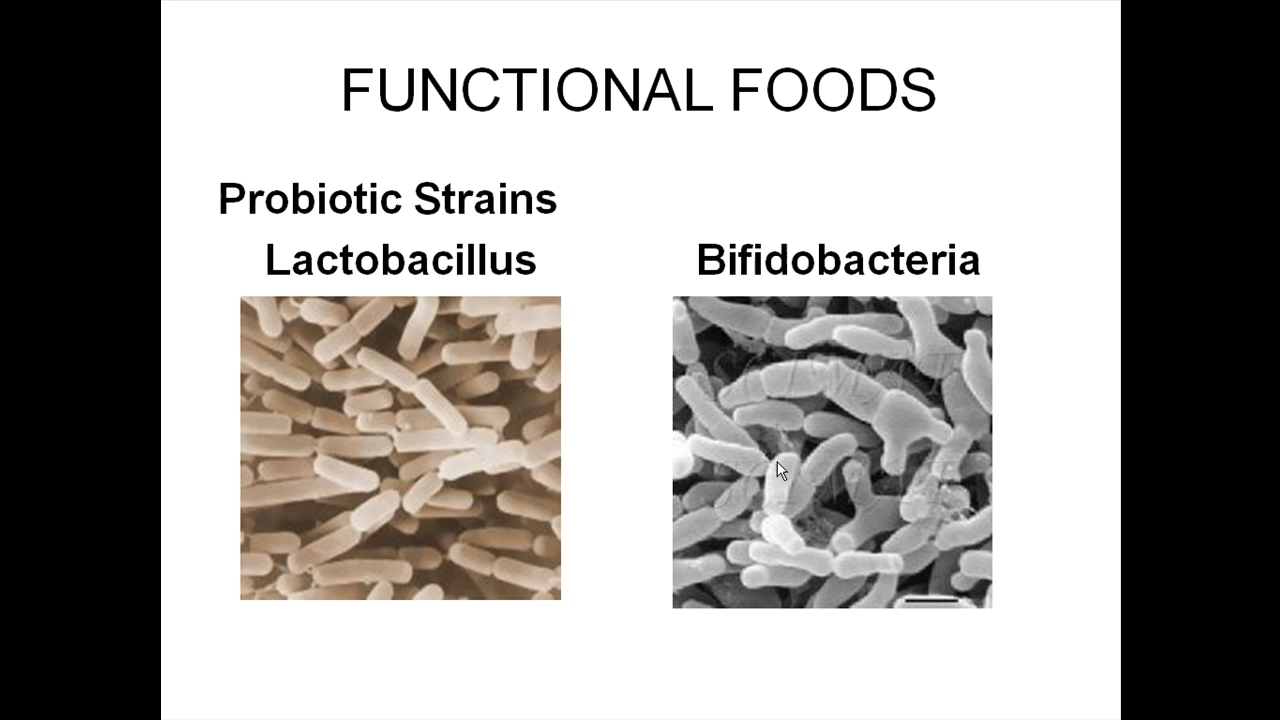 FUNCTIONAL FOODS
Probiotic Strains
Lactobacillus
Bifidobacteria